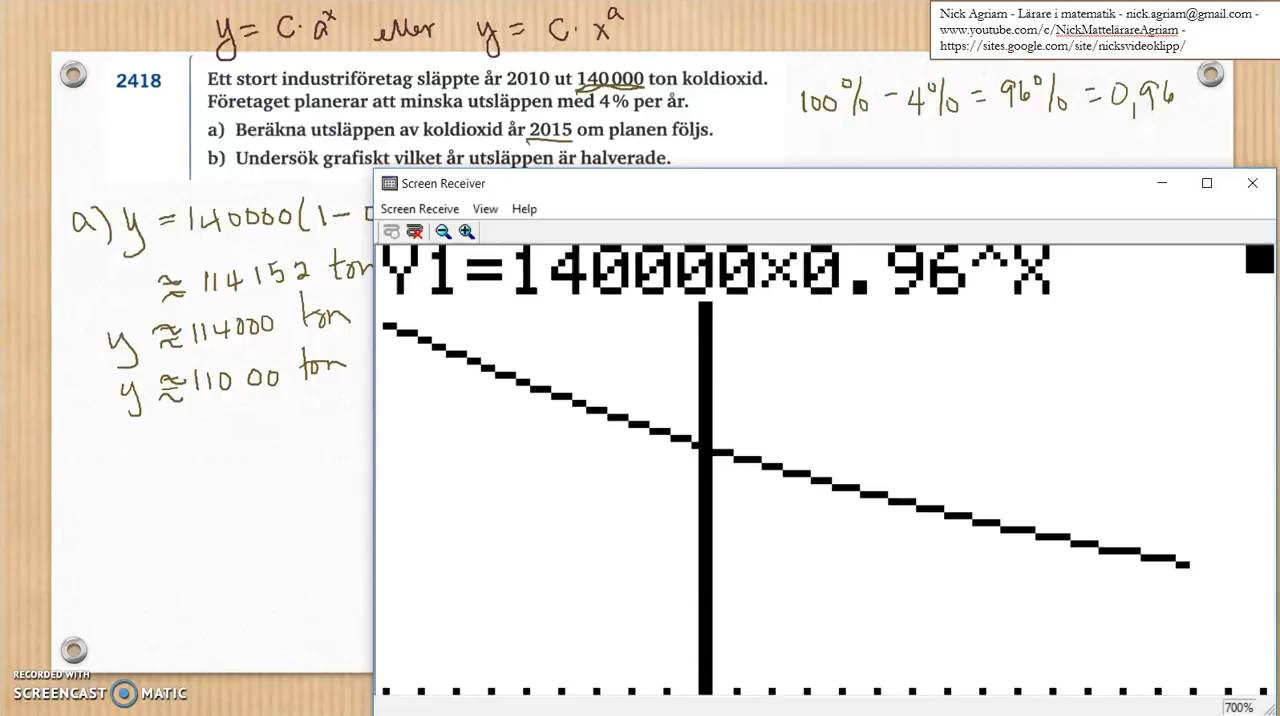 y = C · a^x eller y = C · x^a
Nick Agriam - Lärare i matematik - nick.agriam@gmail.com -
www.youtube.com/c/NickMattelärareAgriam -
https://sites.google.com/site/nicksvideoklipp/
2418
Ett stort industriföretag släppte år 2010 ut 140 000 ton koldioxid.
Företaget planerar att minska utsläppen med 4 % per år.
a) Beräkna utsläppen av koldioxid år 2015 om planen följs.
b) Undersök grafiskt vilket år utsläppen är halverade.
100% - 4% = 96% = 0,96
a) y = 140000(1-
≈ 114152 ton
y ≈ 114000 ton
y ≈ 110 00 ton
Screen Receiver
Screen Receive View Help
Y1=140000×0.96^X
700%
RECORDED WITH
SCREENCAST MATIC